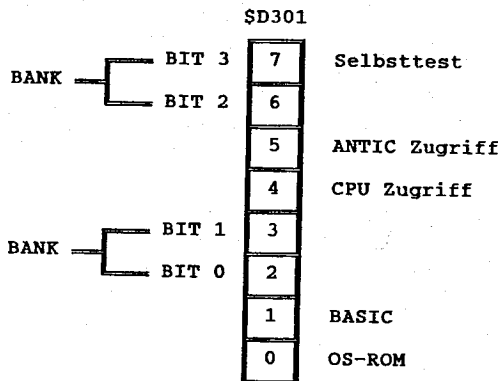 $D301
BIT 3 7 Selbsttest
BANK
BIT 2 6
5 ANTIC Zugriff
4 CPU Zugriff
BIT 1 3
BANK
BIT 0 2
1 BASIC
0 OS-ROM